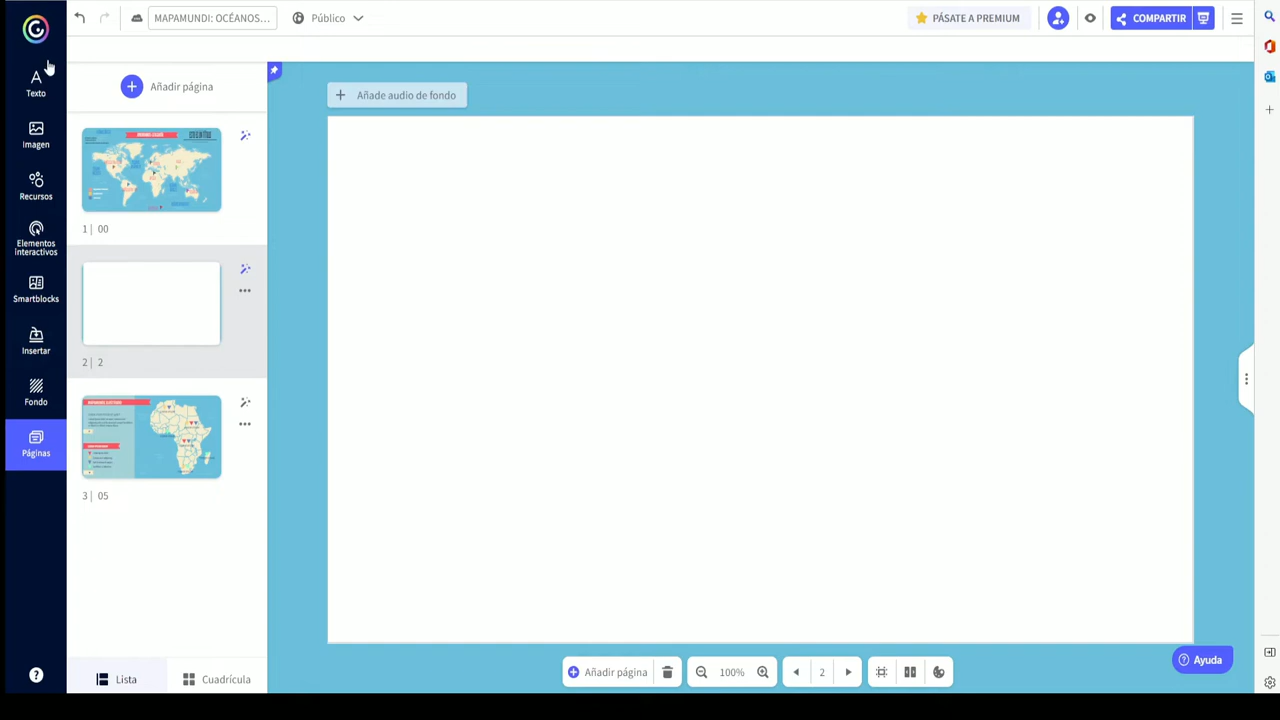 MAPAMUNDI: OCÉANOS...
Público
PÁSATE A PREMIUM
COMPARTIR
Texto
Imagen
Recursos
Elementos
interactivos
Smartblocks
Insertar
Fondo
Páginas
Añadir página
1 | 00
2 | 2
3 | 05
Lista
Cuadrícula
Añade audio de fondo
Añadir página
100%
2
Ayuda